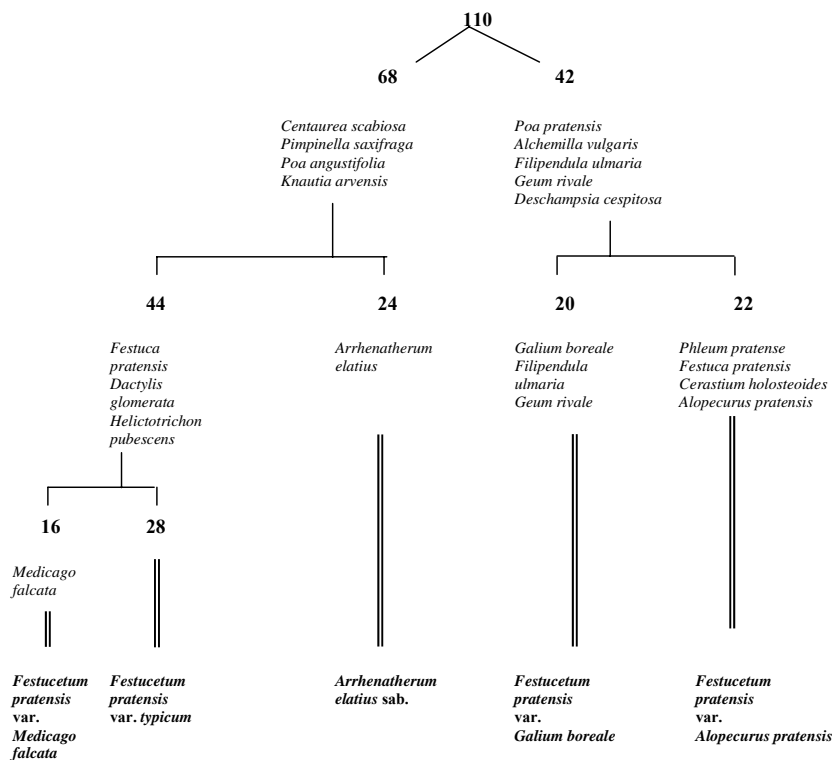 110
68
42
Centaurea scabiosa
Pimpinella saxifraga
Poa angustifolia
Knautia arvensis
Poa pratensis
Alchemilla vulgaris
Filipendula ulmaria
Geum rivale
Deschampsia cespitosa
44
24
20
22
Festuca
pratensis
Dactylis
glomerata
Helictotrichon
pubescens
Arrhenatherum
elatius
Galium boreale
Filipendula
ulmaria
Geum rivale
Phleum pratense
Festuca pratensis
Cerastium holosteoides
Alopecurus pratensis
16
28
Medicago
falcata
Festucetum
pratensis
var.
Medicago
falcata
Festucetum
pratensis
var. typicum
Arrhenatherum
elatius sab.
Festucetum
pratensis
var.
Galium boreale
Festucetum
pratensis
var.
Alopecurus pratensis